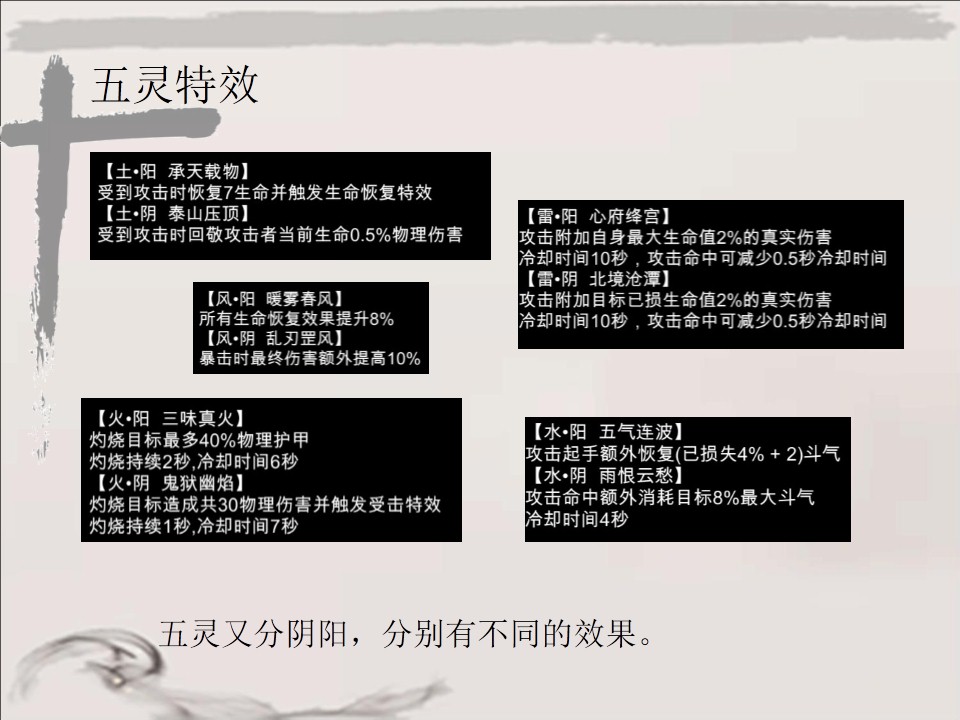 五灵特效
【土•阳 承天载物】
受到攻击时恢复7生命并触发生命恢复特效
【土•阴 泰山压顶】
受到攻击时回敬攻击者当前生命0.5%物理伤害
【雷•阳 心府绛宫】
攻击附加自身最大生命值2%的真实伤害
冷却时间10秒，攻击命中可减少0.5秒冷却时间
【雷•阴 北境沧潭】
攻击附加目标已损生命值2%的真实伤害
冷却时间10秒，攻击命中可减少0.5秒冷却时间
【风•阳 暖雾春风】
所有生命恢复效果提升8%
【风•阴 乱刃罡风】
暴击时最终伤害额外提高10%
【火•阳 三味真火】
灼烧目标最多40%物理护甲
灼烧持续2秒,冷却时间6秒
【火•阴 鬼狱幽焰】
灼烧目标造成共30物理伤害并触发受击特效
灼烧持续1秒,冷却时间7秒
【水•阳 五气连波】
攻击起手额外恢复(已损失4% + 2)斗气
【水•阴 雨恨云愁】
攻击命中额外消耗目标8%最大斗气
冷却时间4秒
五灵又分阴阳，分别有不同的效果。